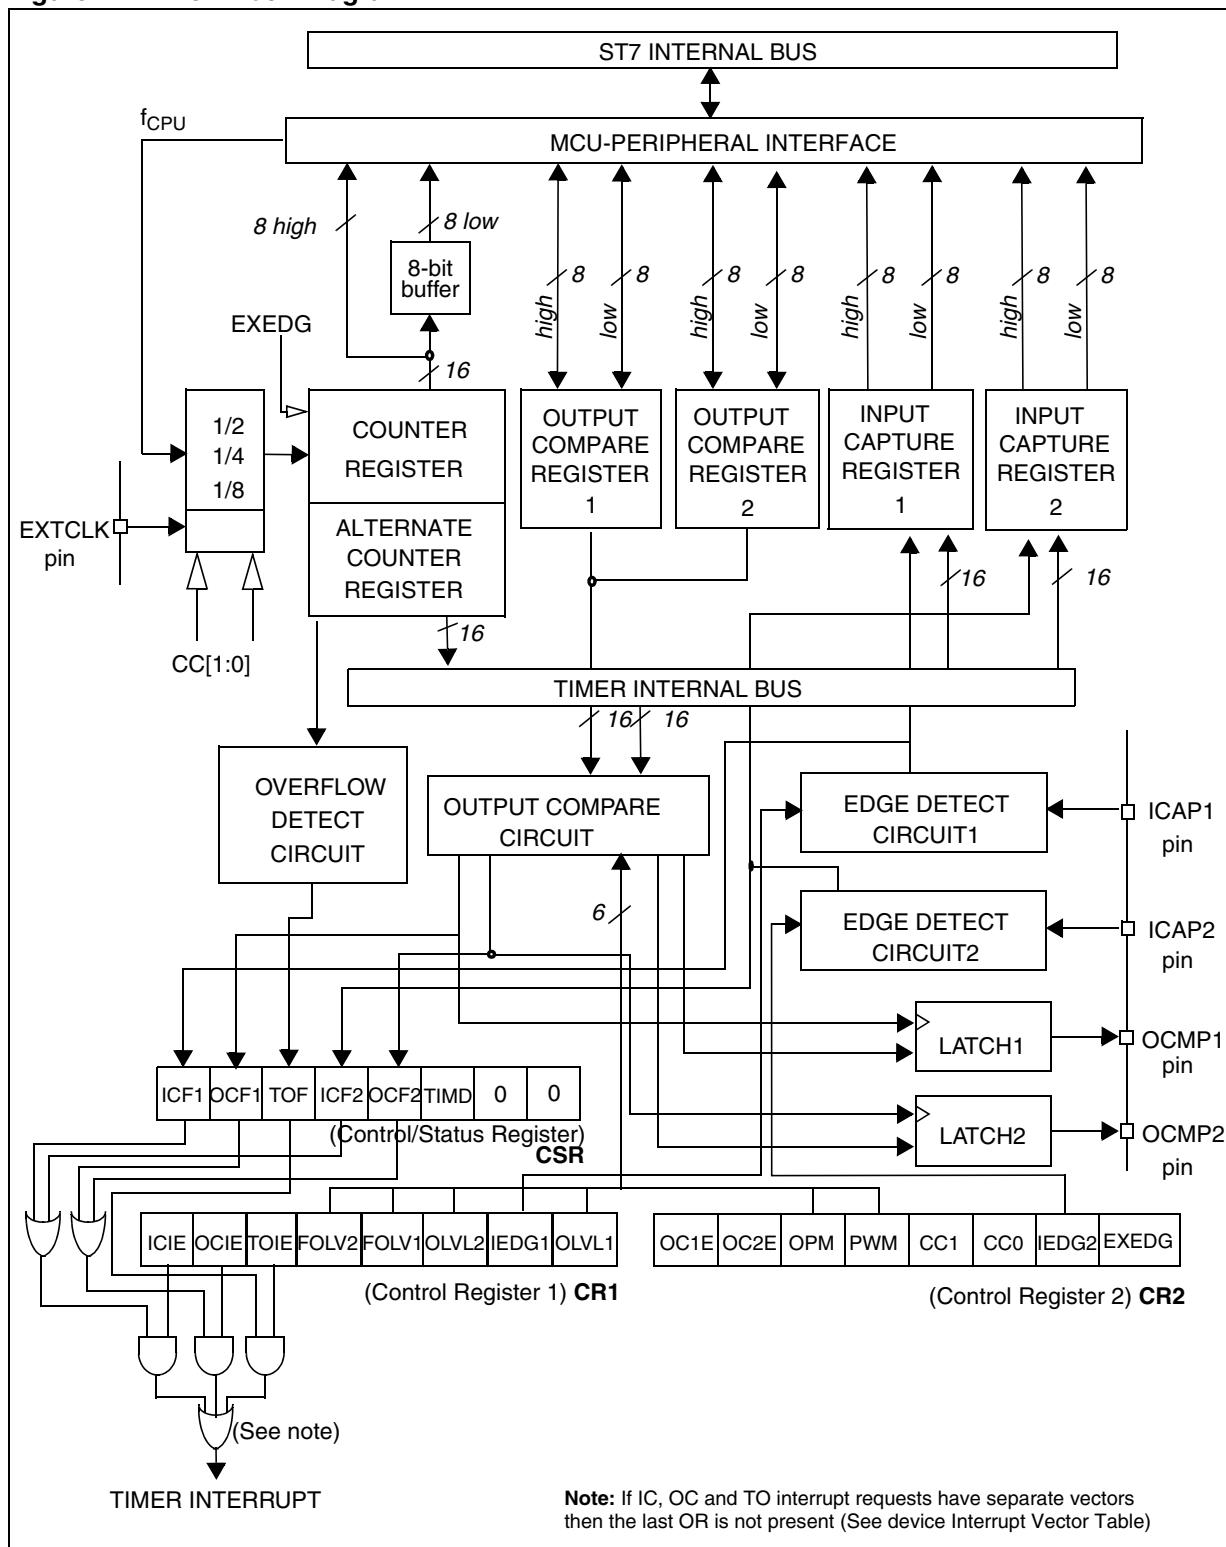 ST7 INTERNAL BUS
fCPU
MCU-PERIPHERAL INTERFACE
8 high
8 low
8-bit
buffer
8
8
8
8
8
8
8
8
high
low
high
low
high
low
high
low
EXEDG
16
1/2
1/4
1/8
COUNTER
REGISTER
OUTPUT
COMPARE
REGISTER
1
OUTPUT
COMPARE
REGISTER
2
INPUT
CAPTURE
REGISTER
1
INPUT
CAPTURE
REGISTER
2
EXTCLK
pin
ALTERNATE
COUNTER
REGISTER
16
16
16
CC[1:0]
TIMER INTERNAL BUS
16
16
OVERFLOW
DETECT
CIRCUIT
OUTPUT COMPARE
CIRCUIT
EDGE DETECT
CIRCUIT1
ICAP1
pin
6
EDGE DETECT
CIRCUIT2
ICAP2
pin
LATCH1
OCMP1
pin
ICF1 OCF1 TOF ICF2 OCF2 TIMD 0 0
(Control/Status Register)
CSR
LATCH2
OCMP2
pin
ICIE OCIE TOIE FOLV2 FOLV1 OLVL2 IEDG1 OLVL1
OC1E OC2E OPM PWM CC1 CC0 IEDG2 EXEDG
(Control Register 1) CR1
(Control Register 2) CR2
(See note)
TIMER INTERRUPT
Note: If IC, OC and TO interrupt requests have separate vectors
then the last OR is not present (See device Interrupt Vector Table)